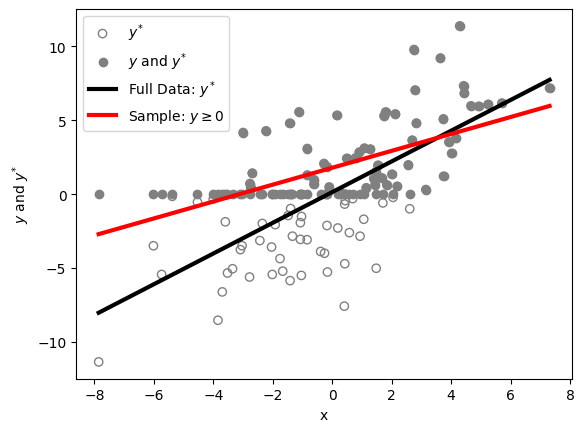 y*
y and y*
Full Data: y*
Sample: y ≥ 0
10
5
0
−5
−10
y and y*
−8 −6 −4 −2 0 2 4 6 8
x